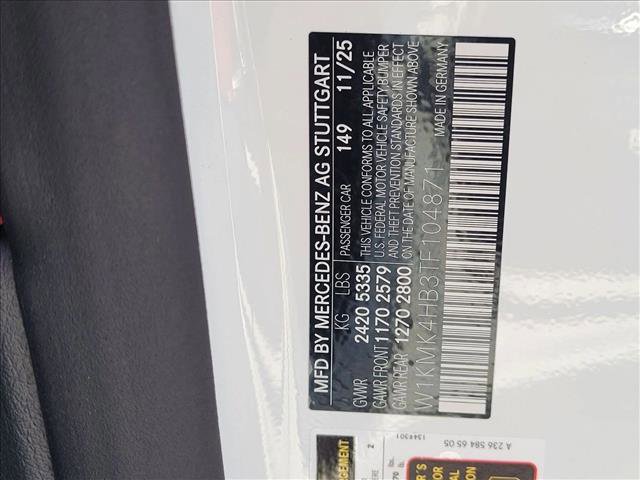 MFD BY MERCEDES-BENZ AG STUTTGART
KG LBS PASSENGER CAR 149 11/25
GVWR 2420 5335 THIS VEHICLE CONFORMS TO ALL APPLICABLE
GAWR FRONT 1170 2579 U.S. FEDERAL MOTOR VEHICLE SAFETY, BUMPER
GAWR REAR 1270 2800 AND THEFT PREVENTION STANDARDS IN EFFECT
ON THE DATE OF MANUFACTURE SHOWN ABOVE
W1KMK4HB3TF104871 MADE IN GERMANY
A 236 584 65 05